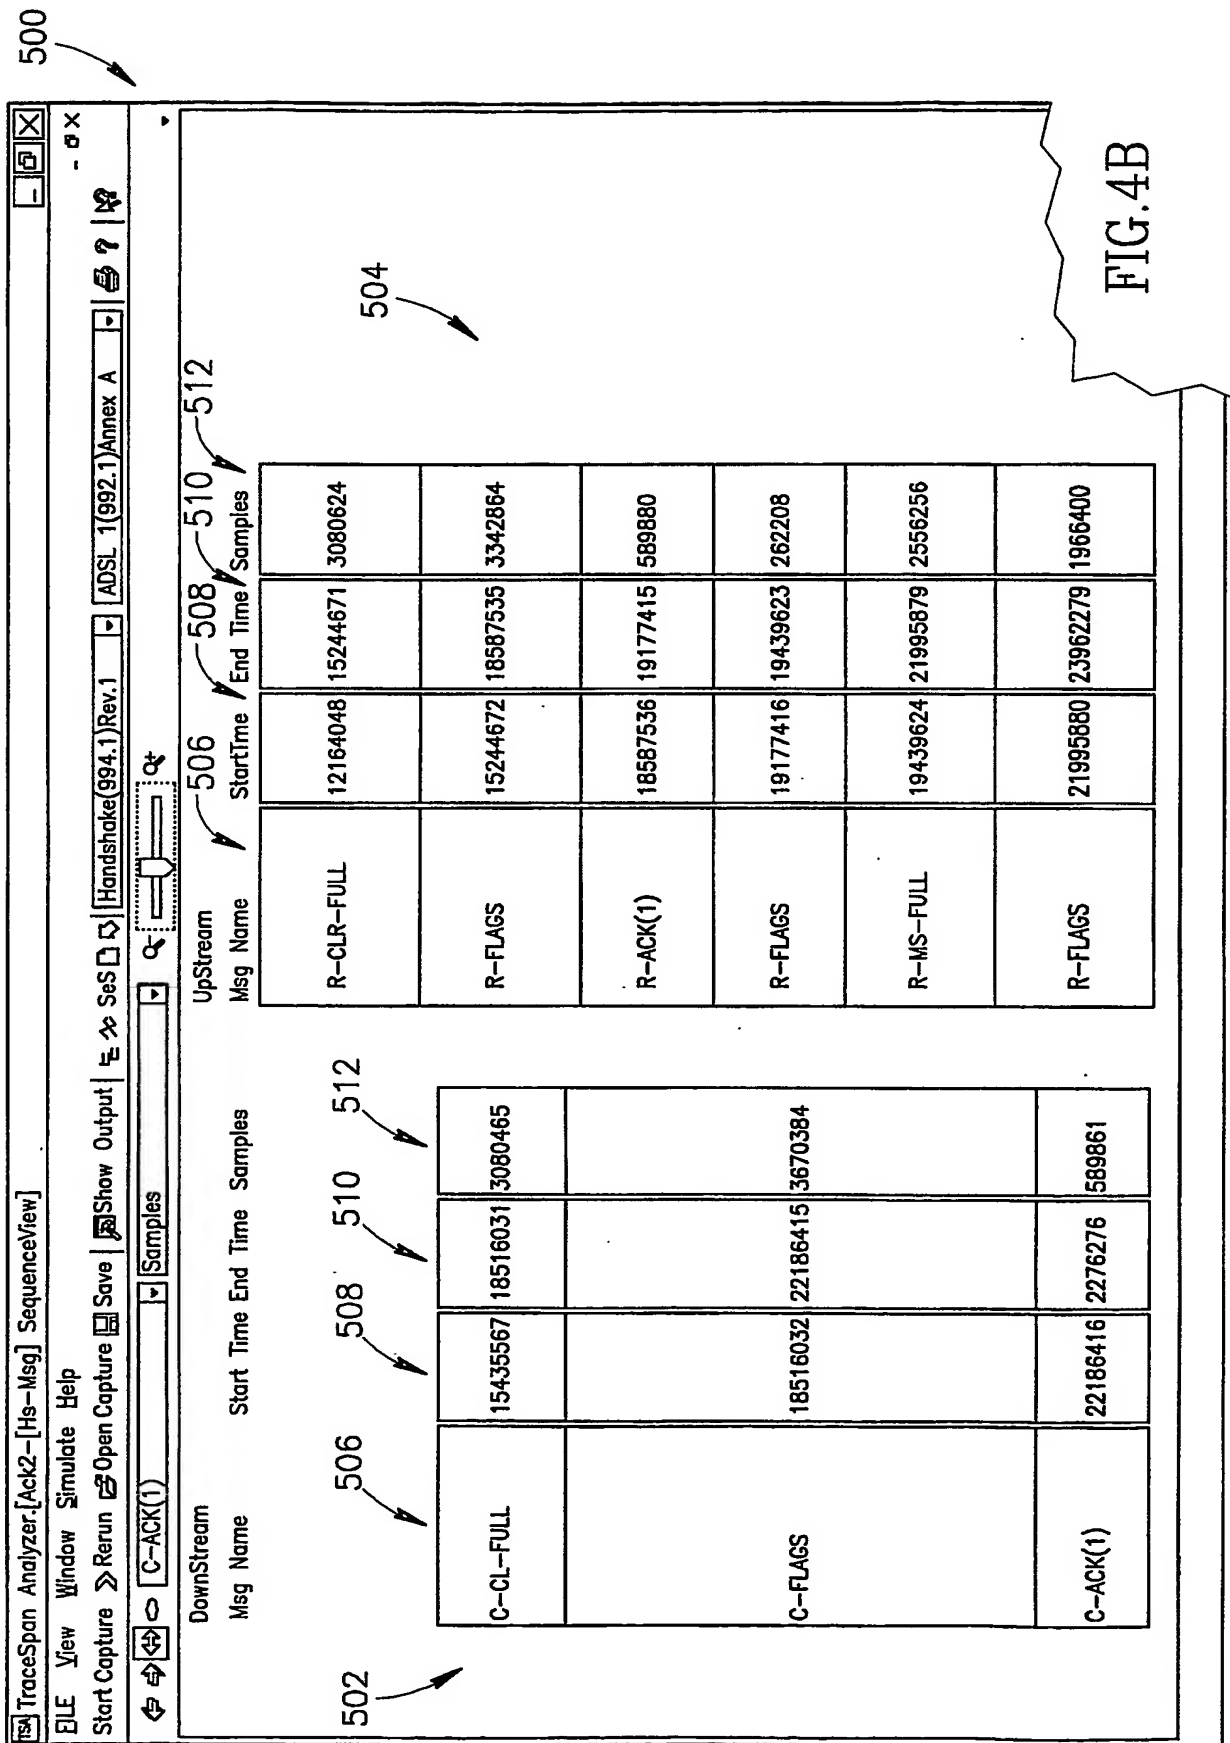 500
TSA TraceSpan Analyzer.[Ack2-[Hs-Msg] SequenceView]
FILE View Window Simulate Help
Start Capture Rerun Open Capture Save Show Output SeS Handshake(994.1)Rev.1 ADSL 1(992.1)Annex A ?
C-ACK(1) Samples
DownStream
Msg Name Start Time End Time Samples
506 508 510 512
C-CL-FULL 15435567 18516031 3080465
C-FLAGS 18516032 22186415 3670384
C-ACK(1) 22186416 2276276 589861
502
UpStream
506 508 510 512
Msg Name StartTme End Time Samples
R-CLR-FULL 12164048 15244671 3080624
R-FLAGS 15244672 18587535 3342864
R-ACK(1) 18587536 19177415 589880
R-FLAGS 19177416 19439623 262208
R-MS-FULL 19439624 21995879 2556256
R-FLAGS 21995880 23962279 1966400
504
FIG.4B